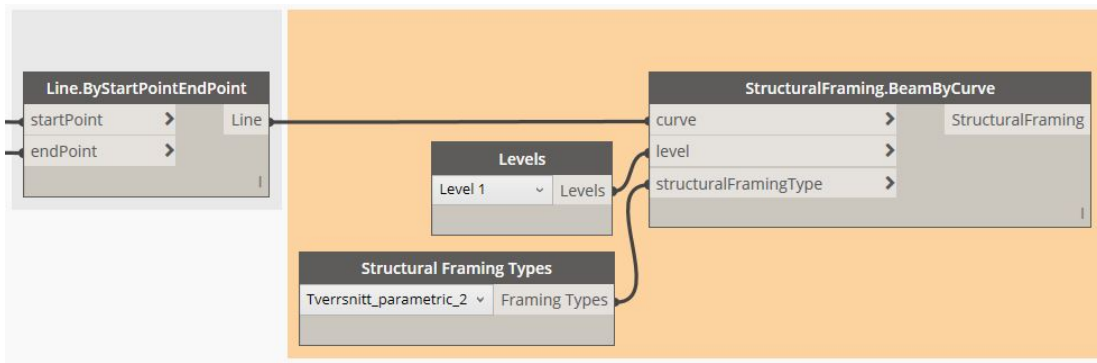 Line.ByStartPointEndPoint
startPoint > Line
endPoint >
StructuralFraming.BeamByCurve
curve > StructuralFraming
level >
structuralFramingType >
Levels
Level 1 Levels
Structural Framing Types
Tverrsnitt_parametric_2 Framing Types